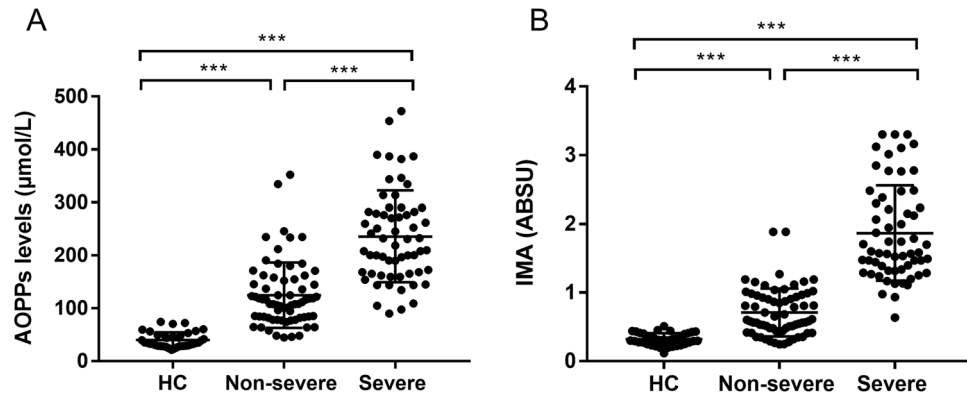 A
***
***
***
AOPPs levels (μmol/L)
500
400
300
200
100
0
HC
Non-severe
Severe
B
***
***
***
IMA (ABSU)
4
3
2
1
0
HC
Non-severe
Severe